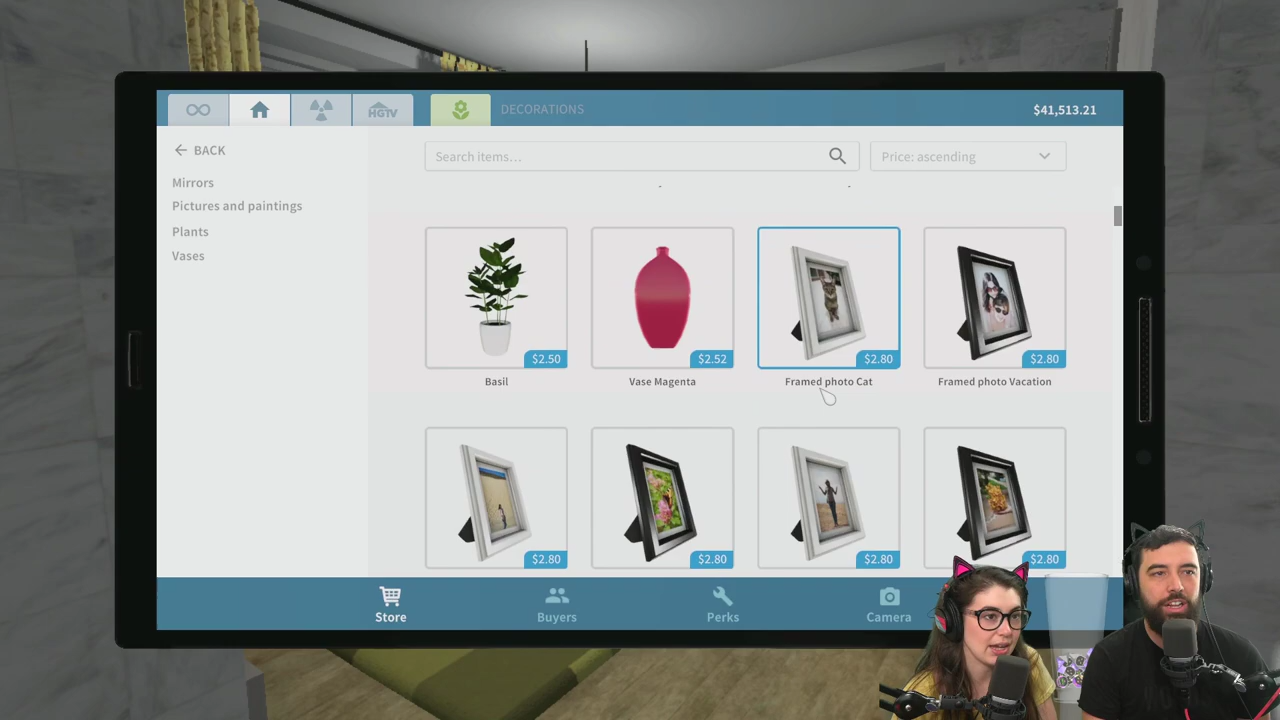 HGTV
DECORATIONS
$41,513.21
BACK
Search items...
Price: ascending
Mirrors
Pictures and paintings
Plants
Vases
$2.50
$2.52
$2.80
$2.80
Basil
Vase Magenta
Framed photo Cat
Framed photo Vacation
$2.80
$2.80
$2.80
$2.80
Store
Buyers
Perks
Camera